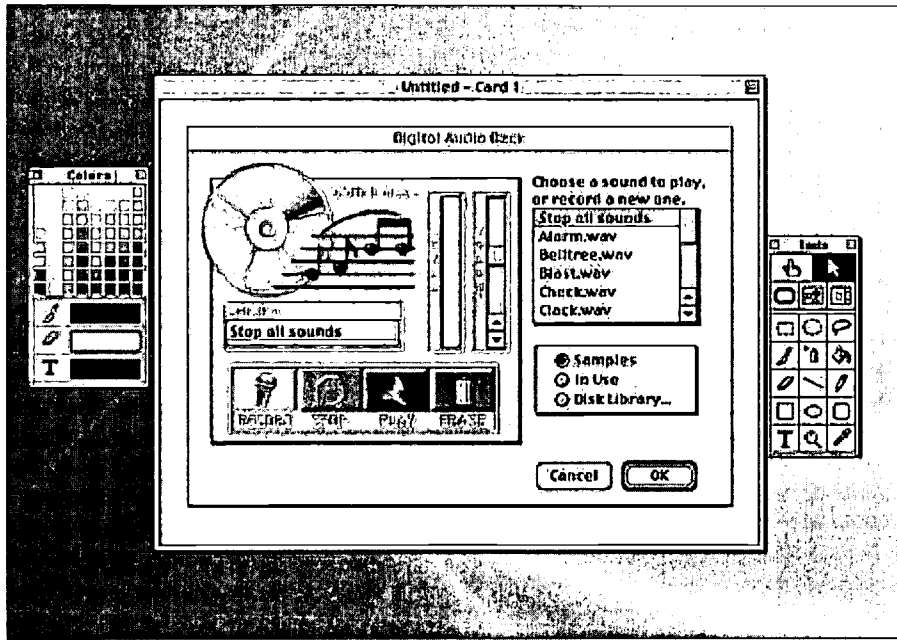 Untitled – Card 1
Digital Audio Deck
Colors
T
Stop all sounds
RECORD STOP PLAY ERASE
Choose a sound to play,
or record a new one.
Stop all sounds
Alarm.wav
Belltree.wav
Blast.wav
Check.wav
Clock.wav
Samples
In Use
Disk Library...
Cancel OK
Tools
T